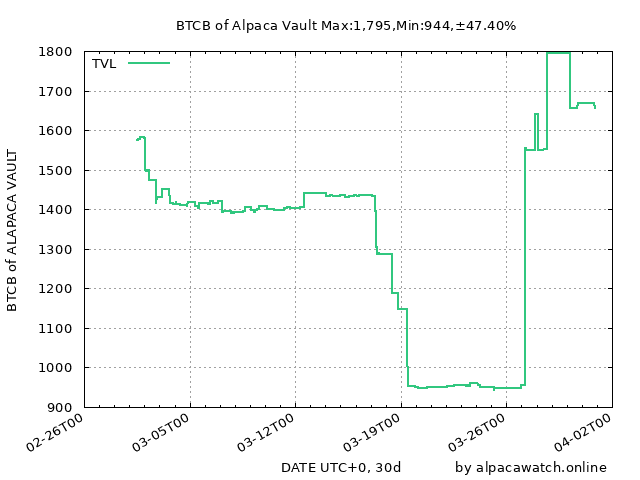 BTCB of Alpaca Vault Max:1,795,Min:944,±47.40%
TVL
BTCB of ALAPACA VAULT
1800
1700
1600
1500
1400
1300
1200
1100
1000
900
02-26T00
03-05T00
03-12T00
03-19T00
03-26T00
04-02T00
DATE UTC+0, 30d
by alpacawatch.online